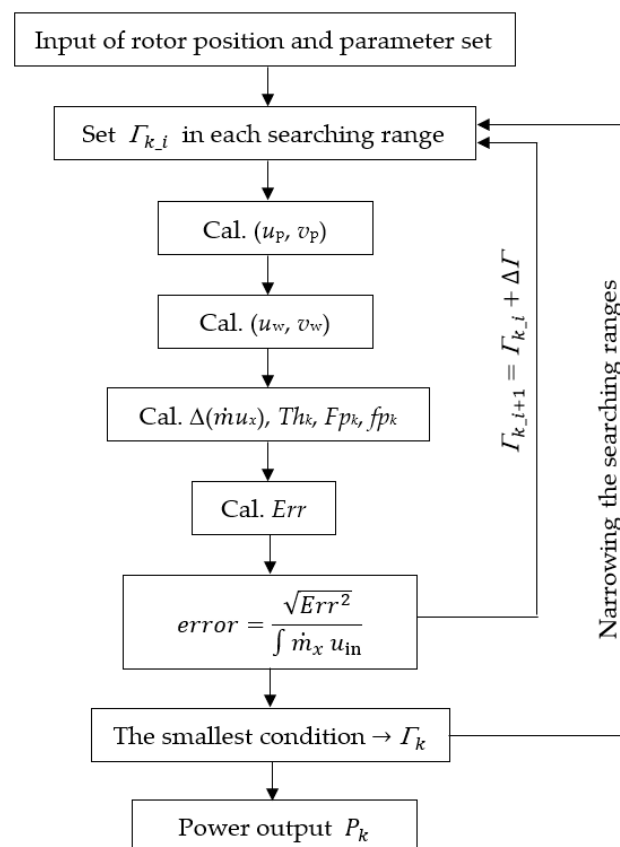 Input of rotor position and parameter set
Set Γk_i in each searching range
Cal. (up, vp)
Cal. (uw, vw)
Cal. Δ(ṁux), Thk, Fpk, fpk
Cal. Err
error = √Err² / ∫ ṁx uin
The smallest condition → Γk
Power output Pk
Γk_i+1 = Γk_i + ΔΓ
Narrowing the searching ranges